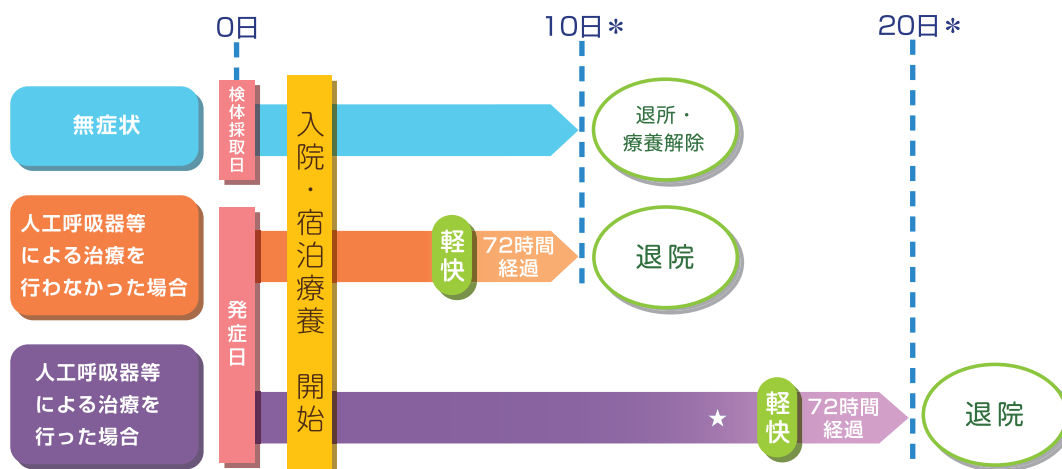 0日
10日＊
20日＊
無症状
検体採取日
入院・宿泊療養 開始
退所・
療養解除
人工呼吸器等
による治療を
行わなかった場合
発症日
軽快
72時間
経過
退院
人工呼吸器等
による治療を
行った場合
★
軽快
72時間
経過
退院